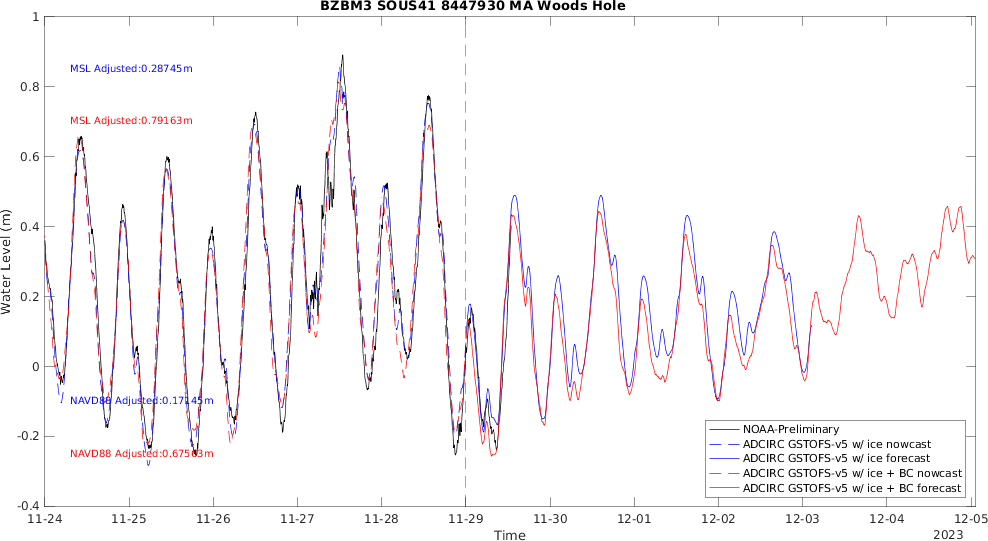 BZBM3 SOUS41 8447930 MA Woods Hole
Water Level (m)
1
0.8
0.6
0.4
0.2
0
-0.2
-0.4
MSL Adjusted:0.28745m
MSL Adjusted:0.79163m
NAVD88 Adjusted:0.17145m
NAVD88 Adjusted:0.67563m
NOAA-Preliminary
ADCIRC GSTOFS-v5 w/ ice nowcast
ADCIRC GSTOFS-v5 w/ ice forecast
ADCIRC GSTOFS-v5 w/ ice + BC nowcast
ADCIRC GSTOFS-v5 w/ ice + BC forecast
11-24 11-25 11-26 11-27 11-28 11-29 11-30 12-01 12-02 12-03 12-04 12-05
Time
2023